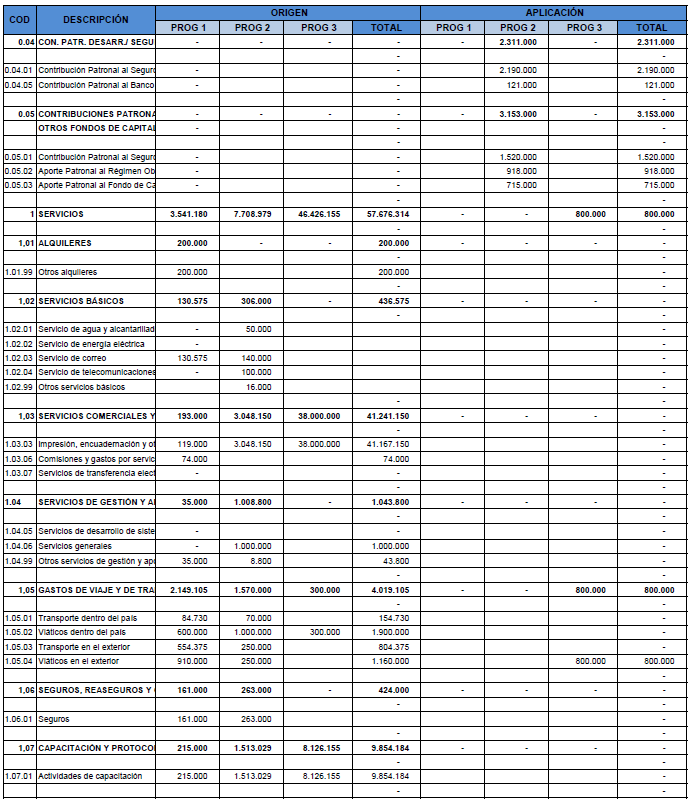 COD DESCRIPCIÓN ORIGEN APLICACIÓN
PROG 1 PROG 2 PROG 3 TOTAL PROG 1 PROG 2 PROG 3 TOTAL
0.04 CON. PATR. DESARR./ SEGU - - - - - 2.311.000 - 2.311.000
- -
0.04.01 Contribución Patronal al Seguro - - 2.190.000 2.190.000
0.04.05 Contribución Patronal al Banco - - 121.000 121.000
- -
0.05 CONTRIBUCIONES PATRONA - - - - - 3.153.000 - 3.153.000
OTROS FONDOS DE CAPITAL - - -
- -
0.05.01 Contribución Patronal al Seguro - - 1.520.000 1.520.000
0.05.02 Aporte Patronal al Régimen Ob - - 918.000 918.000
0.05.03 Aporte Patronal al Fondo de Ca - - 715.000 715.000
- -
1 SERVICIOS 3.541.180 7.708.979 46.426.155 57.676.314 - - 800.000 800.000
- -
1,01 ALQUILERES 200.000 - - 200.000 - - - -
- -
1.01.99 Otros alquileres 200.000 200.000 -
- -
1,02 SERVICIOS BÁSICOS 130.575 306.000 - 436.575 - - - -
- -
1.02.01 Servicio de agua y alcantarillad - 50.000
1.02.02 Servicio de energía eléctrica -
1.02.03 Servicio de correo 130.575 140.000
1.02.04 Servicio de telecomunicaciones - 100.000
1.02.99 Otros servicios básicos 16.000
- -
1,03 SERVICIOS COMERCIALES Y 193.000 3.048.150 38.000.000 41.241.150 - - - -
- -
1.03.03 Impresión, encuadernación y ot 119.000 3.048.150 38.000.000 41.167.150 -
1.03.06 Comisiones y gastos por servic 74.000 74.000 -
1.03.07 Servicios de transferencia elect - - -
- -
1.04 SERVICIOS DE GESTIÓN Y A 35.000 1.008.800 - 1.043.800 - - - -
- -
1.04.05 Servicios de desarrollo de siste - - -
1.04.06 Servicios generales - 1.000.000 1.000.000 -
1.04.99 Otros servicios de gestión y apo 35.000 8.800 43.800 -
- -
1,05 GASTOS DE VIAJE Y DE TRA 2.149.105 1.570.000 300.000 4.019.105 - - 800.000 800.000
- -
1.05.01 Transporte dentro del país 84.730 70.000 154.730 -
1.05.02 Viáticos dentro del país 600.000 1.000.000 300.000 1.900.000 -
1.05.03 Transporte en el exterior 554.375 250.000 804.375 -
1.05.04 Viáticos en el exterior 910.000 250.000 1.160.000 800.000 800.000
- -
1,06 SEGUROS, REASEGUROS Y 161.000 263.000 - 424.000 - - - -
- -
1.06.01 Seguros 161.000 263.000 -
- -
1,07 CAPACITACIÓN Y PROTOCO 215.000 1.513.029 8.126.155 9.854.184 - - - -
- -
1.07.01 Actividades de capacitación 215.000 1.513.029 8.126.155 9.854.184 -
- -